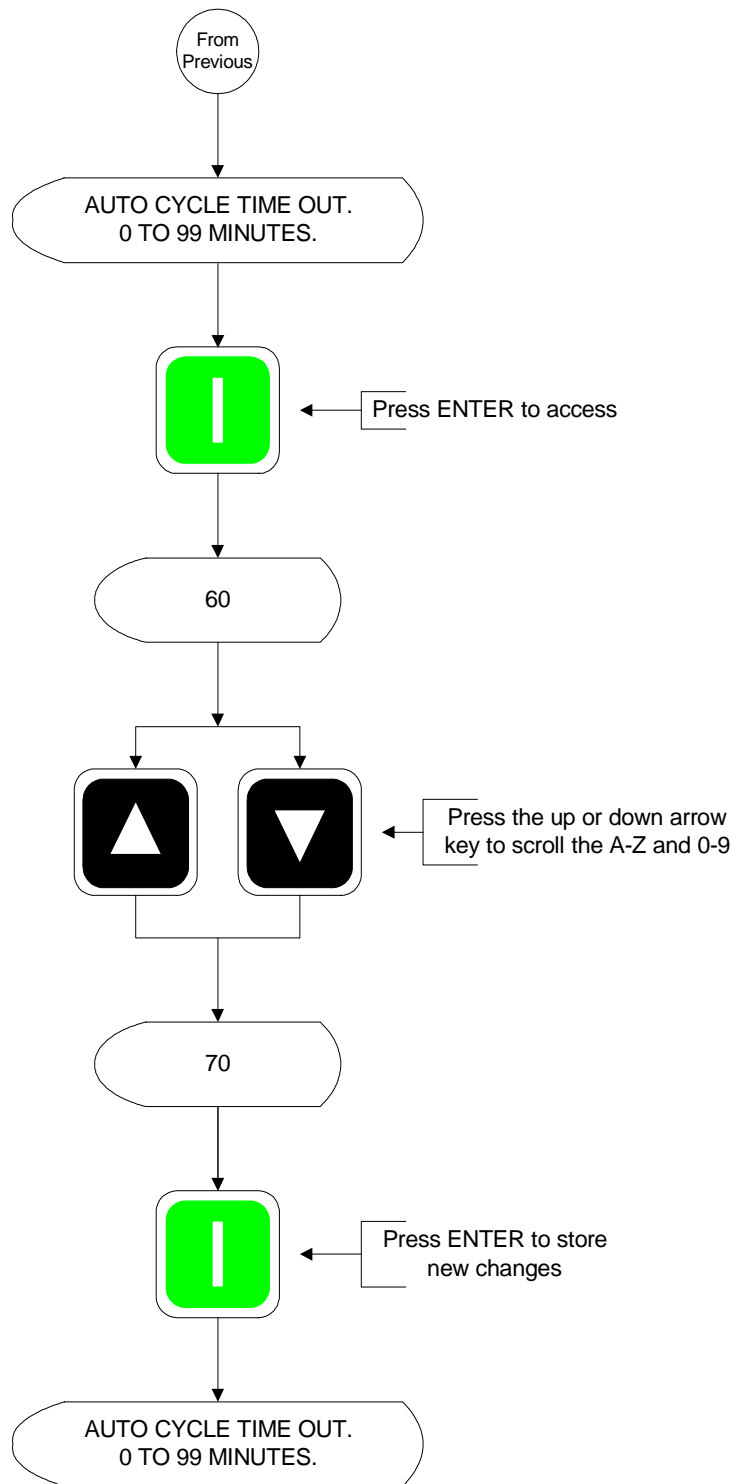 From
Previous
AUTO CYCLE TIME OUT.
0 TO 99 MINUTES.
Press ENTER to access
60
Press the up or down arrow
key to scroll the A-Z and 0-9
70
Press ENTER to store
new changes
AUTO CYCLE TIME OUT.
0 TO 99 MINUTES.